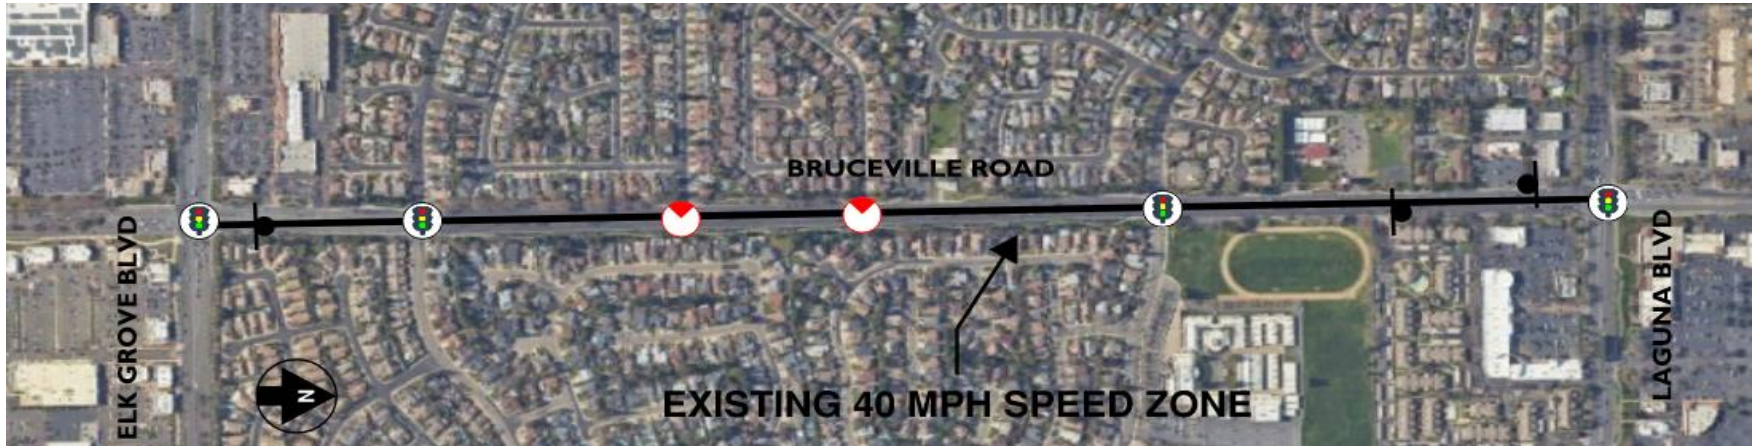 BRUCEVILLE ROAD
ELK GROVE BLVD
LAGUNA BLVD
N
EXISTING 40 MPH SPEED ZONE